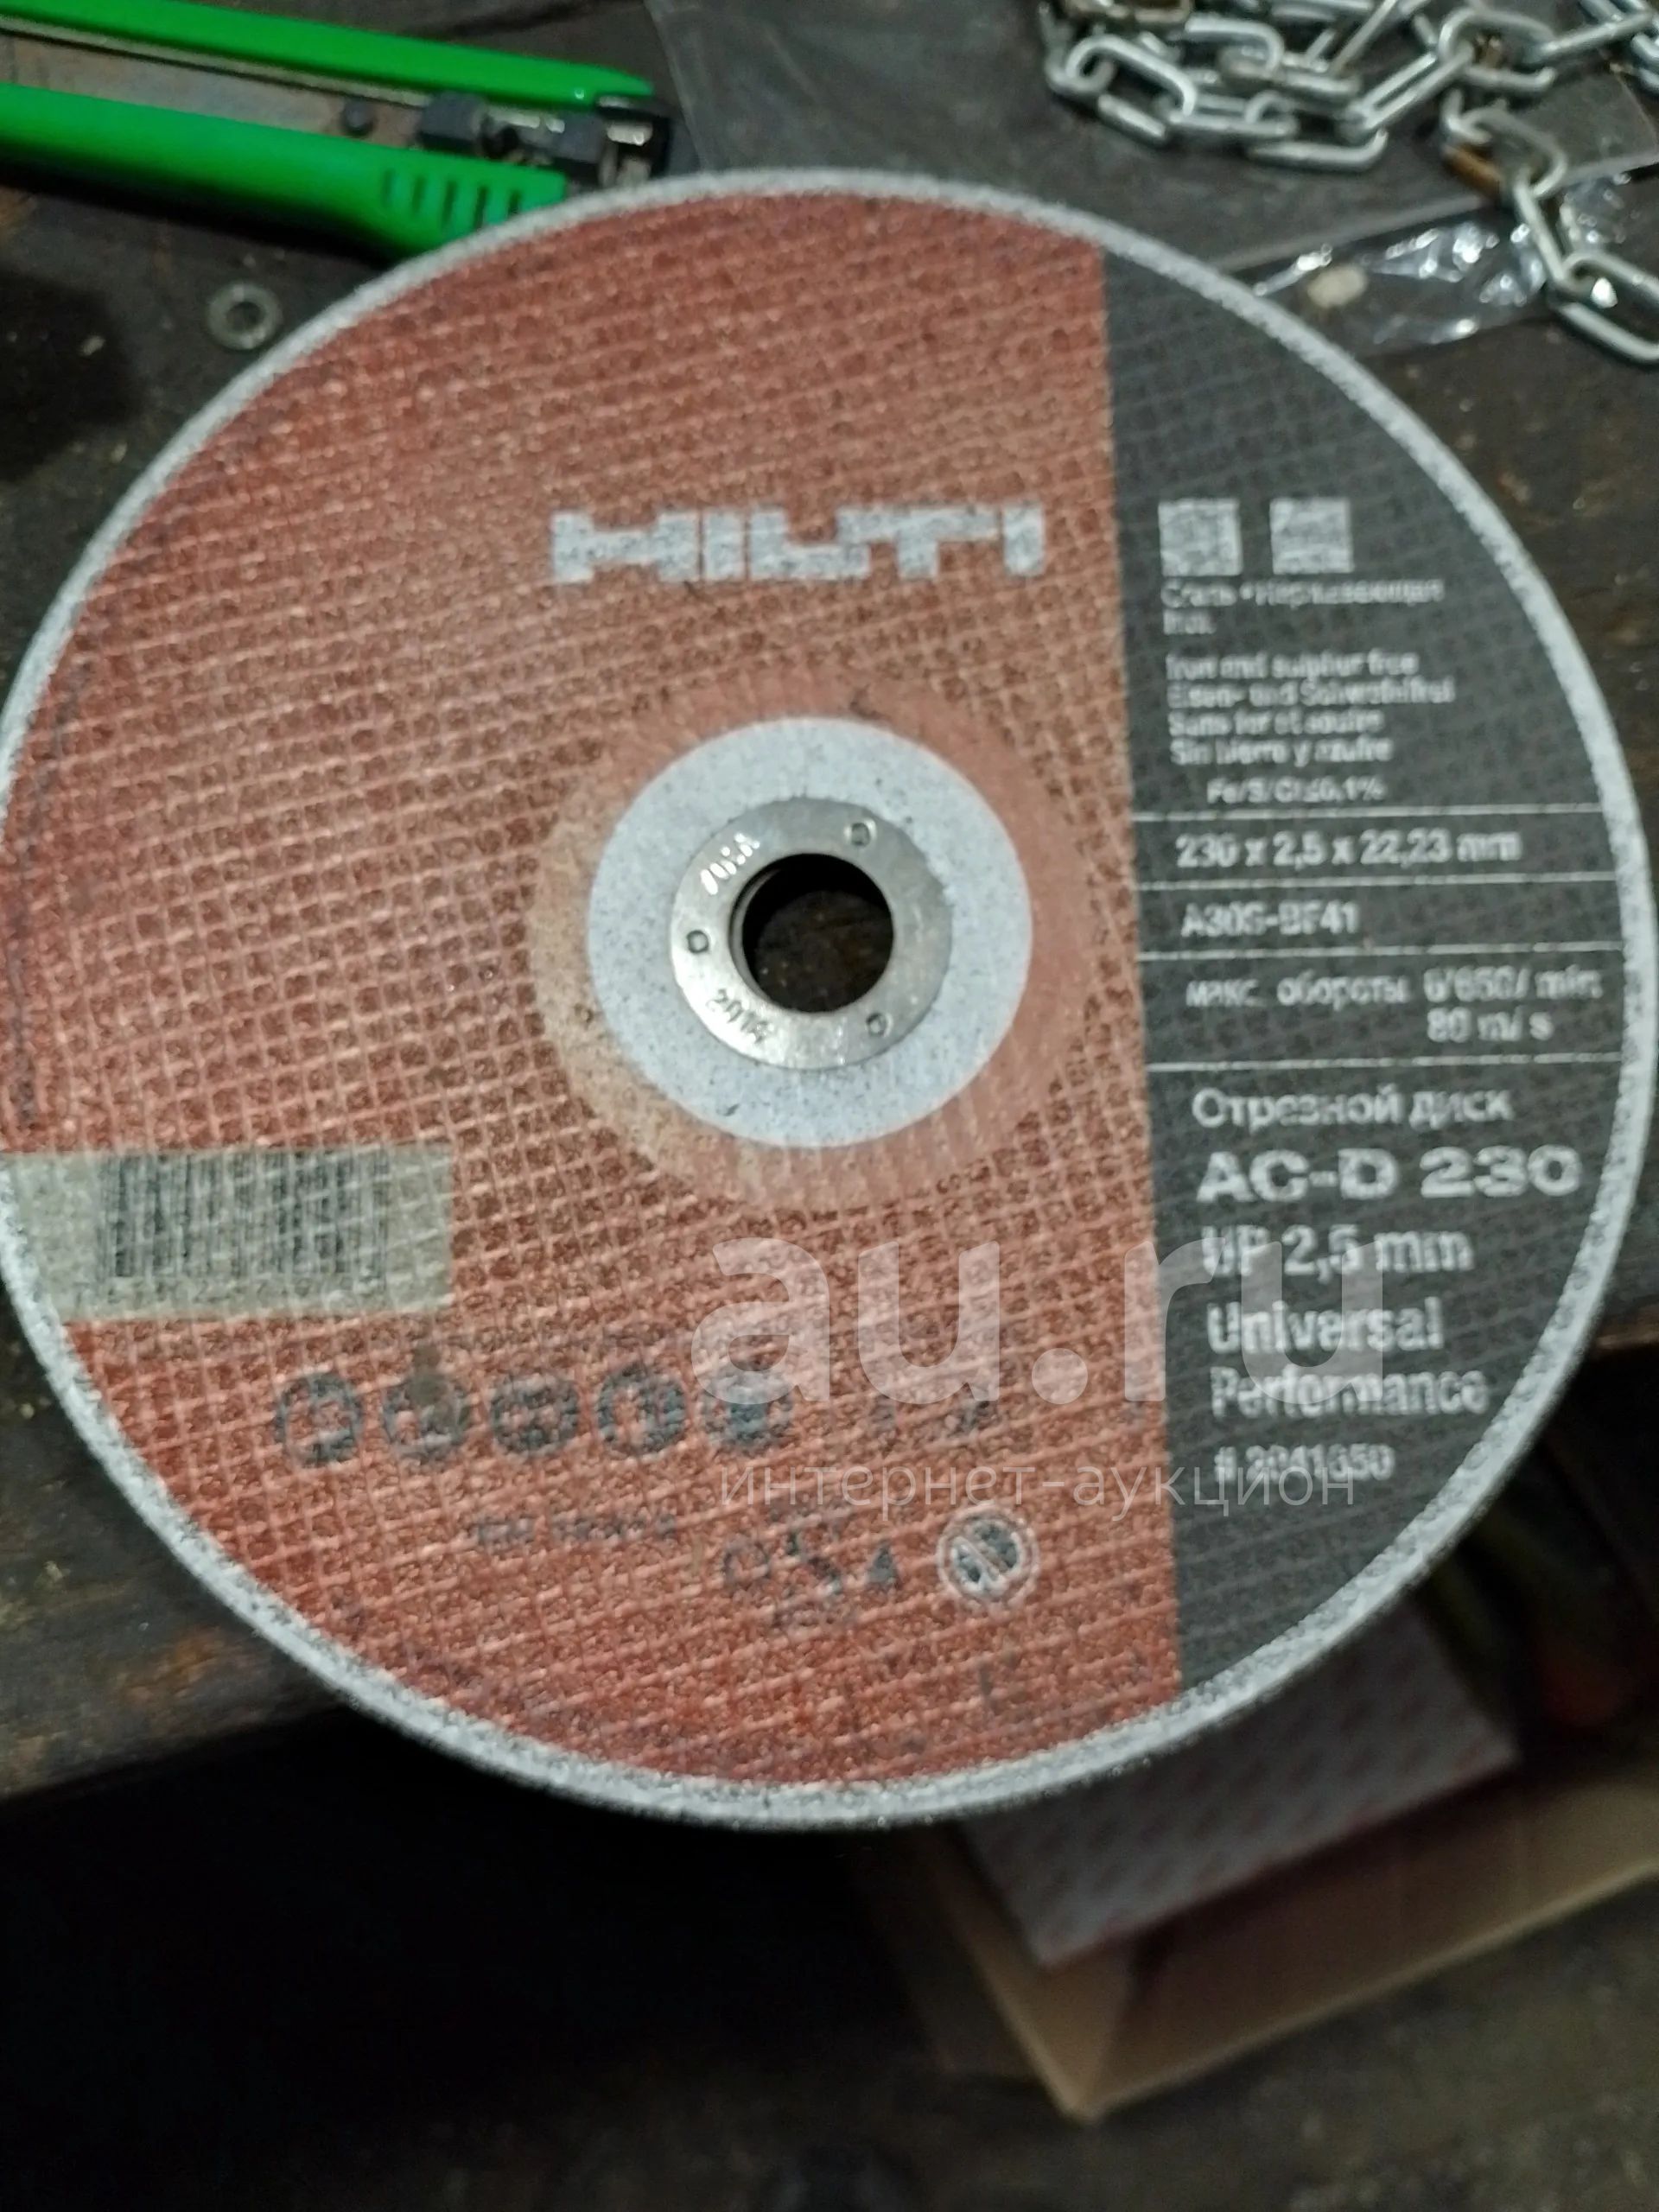 HILTI
Сталь • Нержавеющая
Inox
Iron and sulphur free
Eisen- und Schwefelfrei
Sans fer et soufre
Sin hierro y azufre
Fe/S/Cl≤0,1%
230 x 2,5 x 22,23 mm
A30S-BF41
макс. обороты 6'650/ min
80 m/s
Отрезной диск
AC-D 230
UP 2,5 mm
Universal
Performance
au.ru
интернет-аукцион